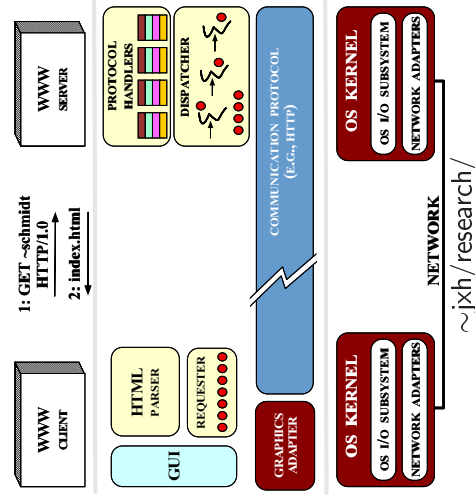 WWW
SERVER
1: GET ~schmidt
HTTP/1.0
2: index.html
WWW
CLIENT
PROTOCOL
HANDLERS
DISPATCHER
HTML
PARSER
REQUESTER
GUI
COMMUNICATION PROTOCOL
(E.G., HTTP)
GRAPHICS
ADAPTER
OS KERNEL
OS I/O SUBSYSTEM
NETWORK ADAPTERS
NETWORK
OS KERNEL
OS I/O SUBSYSTEM
NETWORK ADAPTERS
~jxh/research/